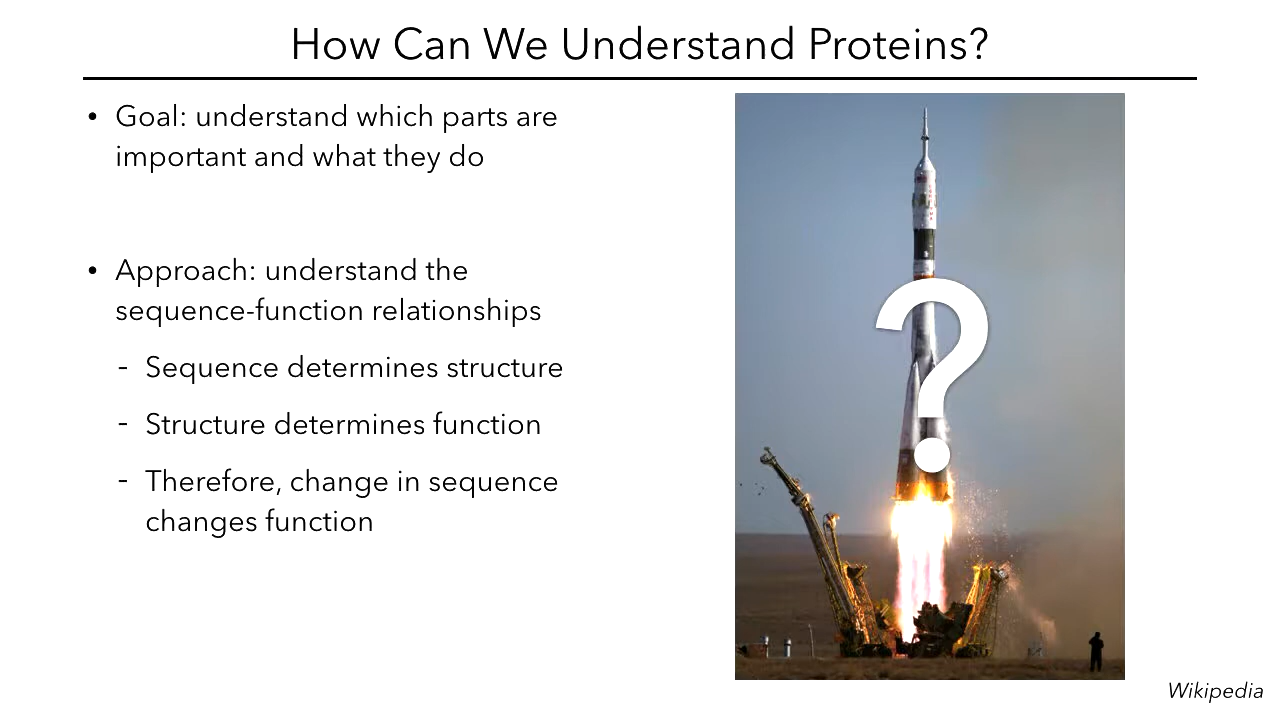 How Can We Understand Proteins?
• Goal: understand which parts are
important and what they do
• Approach: understand the
sequence-function relationships
- Sequence determines structure
- Structure determines function
- Therefore, change in sequence
changes function
?
Wikipedia